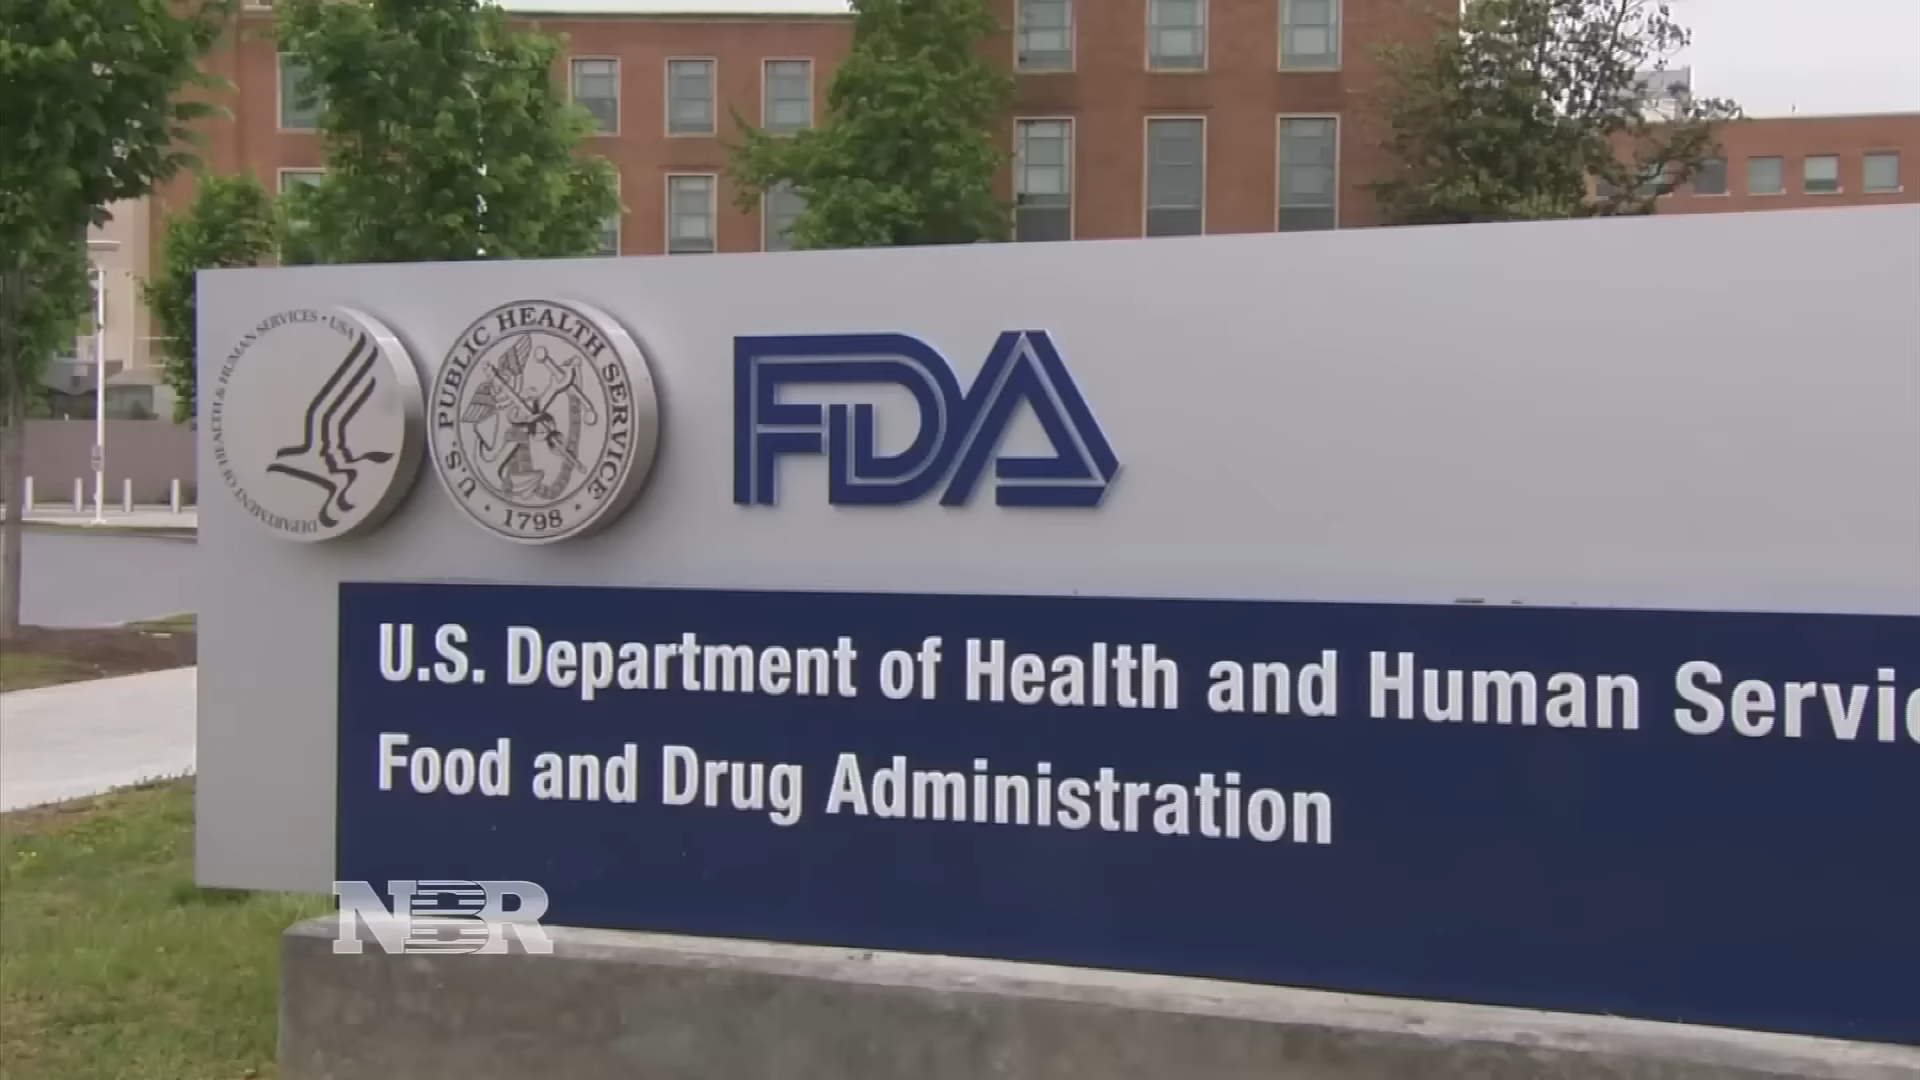 DEPARTMENT OF HEALTH & HUMAN SERVICES • USA
U.S. PUBLIC HEALTH SERVICE
• 1798 •
FDA
U.S. Department of Health and Human Servic
Food and Drug Administration
NBR